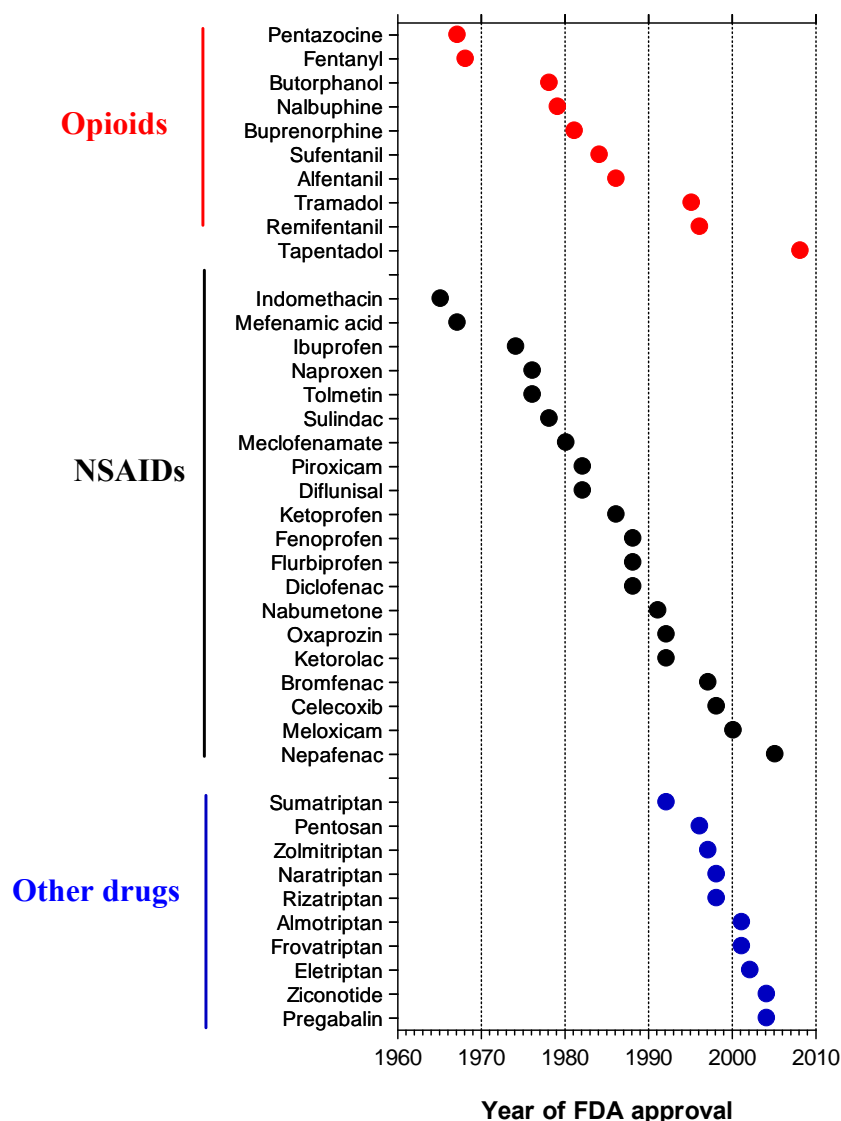 Pentazocine
Fentanyl
Butorphanol
Nalbuphine
Opioids
Buprenorphine
Sufentanil
Alfentanil
Tramadol
Remifentanil
Tapentadol
Indomethacin
Mefenamic acid
Ibuprofen
Naproxen
Tolmetin
Sulindac
Meclofenamate
NSAIDs
Piroxicam
Diflunisal
Ketoprofen
Fenoprofen
Flurbiprofen
Diclofenac
Nabumetone
Oxaprozin
Ketorolac
Bromfenac
Celecoxib
Meloxicam
Nepafenac
Sumatriptan
Pentosan
Zolmitriptan
Naratriptan
Other drugs
Rizatriptan
Almotriptan
Frovatriptan
Eletriptan
Ziconotide
Pregabalin
1960 1970 1980 1990 2000 2010
Year of FDA approval